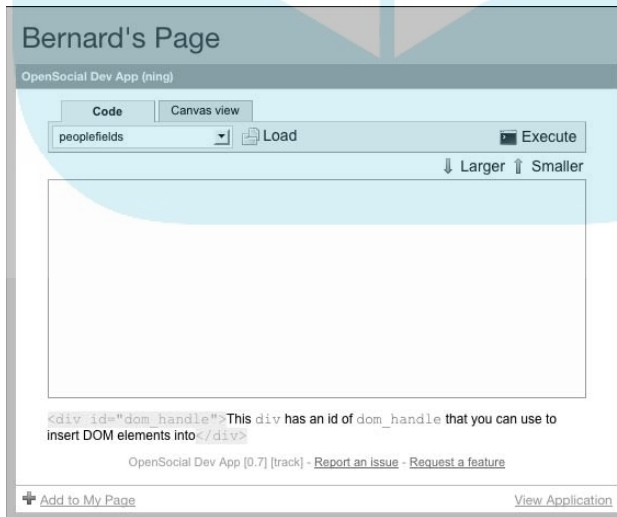 Bernard's Page
OpenSocial Dev App (ning)
Code Canvas view
peoplefields Load Execute
Larger Smaller
<div id="dom_handle">This div has an id of dom_handle that you can use to
insert DOM elements into</div>
OpenSocial Dev App [0.7] [track] - Report an issue - Request a feature
Add to My Page View Application